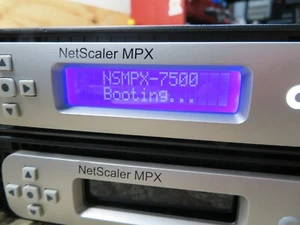 NetScaler MPX
NSMPX-7500
Booting...
NetScaler MPX